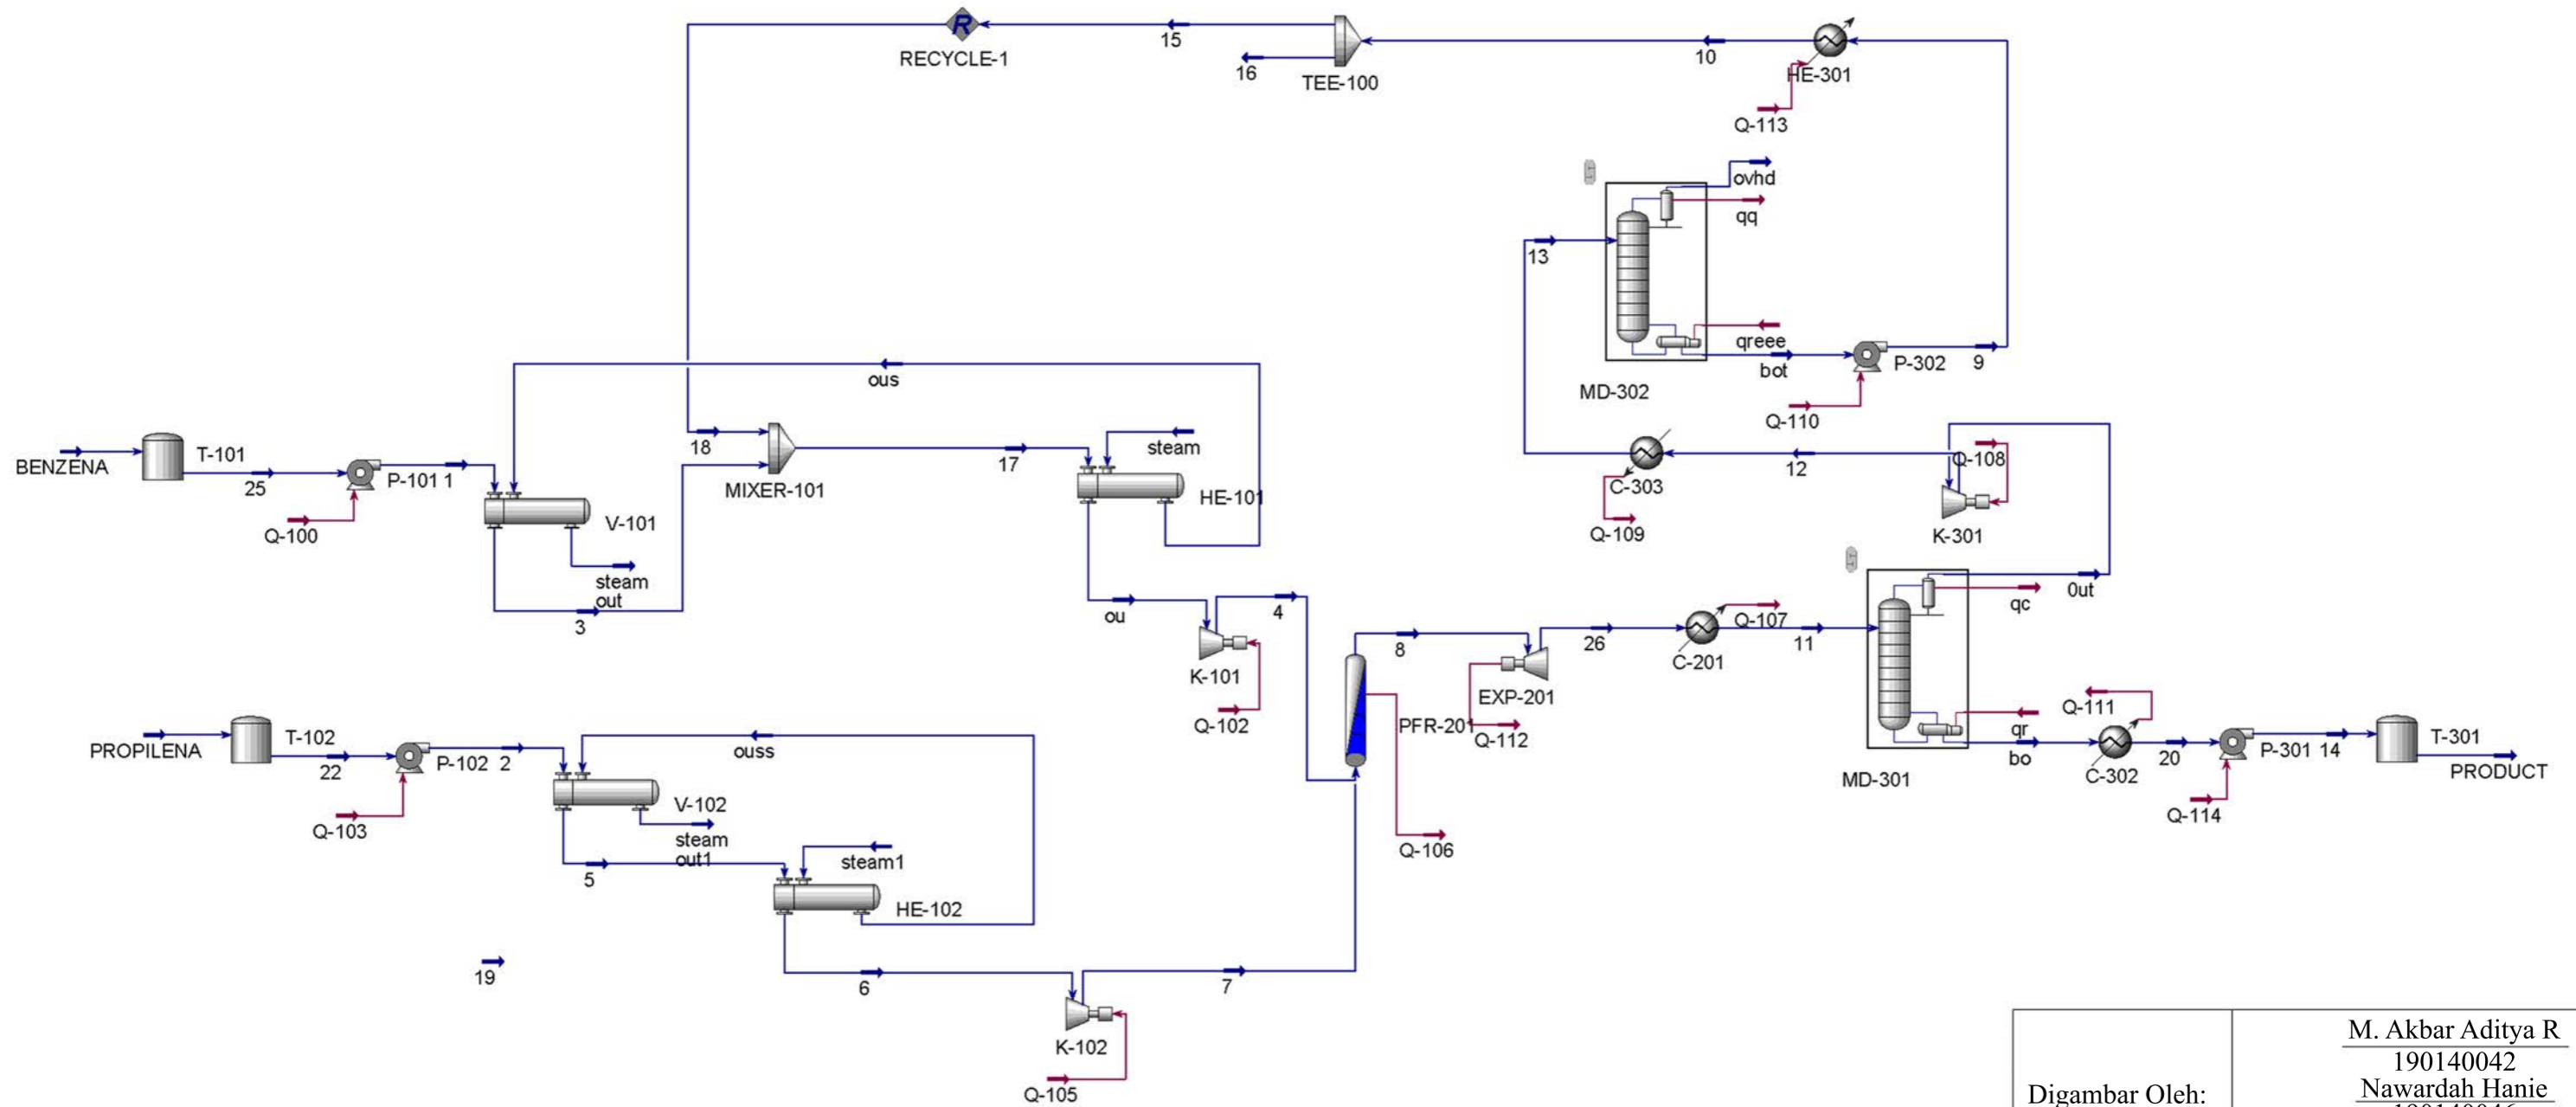 RECYCLE-1
15
16
TEE-100
10
HE-301
Q-113
ovhd
qq
13
qreee
bot
P-302
9
MD-302
Q-110
ous
BENZENA
T-101
25
P-101
1
Q-100
V-101
steam
out
3
18
MIXER-101
17
steam
HE-101
C-303
Q-109
12
Q-108
K-301
ou
4
K-101
Q-102
8
EXP-201
Q-112
PFR-201
Q-106
26
C-201
Q-107
11
qc
0ut
MD-301
qr
bo
Q-111
C-302
20
P-301
14
Q-114
T-301
PRODUCT
PROPILENA
T-102
22
P-102
2
Q-103
ouss
V-102
steam
out1
5
steam1
HE-102
19
6
7
K-102
Q-105
Digambar Oleh:
M. Akbar Aditya R
190140042
Nawardah Hanie